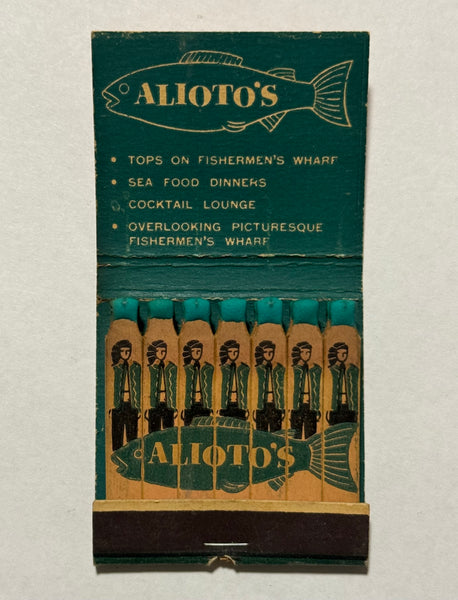 ALIOTO'S
• TOPS ON FISHERMEN'S WHARF
• SEA FOOD DINNERS
COCKTAIL LOUNGE
• OVERLOOKING PICTURESQUE
FISHERMEN'S WHARF
ALIOTO'S